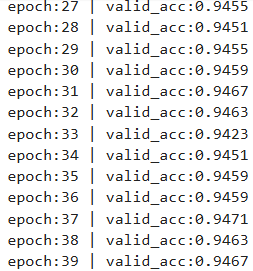 epoch:27 | valid_acc:0.9455
epoch:28 | valid_acc:0.9451
epoch:29 | valid_acc:0.9455
epoch:30 | valid_acc:0.9459
epoch:31 | valid_acc:0.9467
epoch:32 | valid_acc:0.9463
epoch:33 | valid_acc:0.9423
epoch:34 | valid_acc:0.9451
epoch:35 | valid_acc:0.9459
epoch:36 | valid_acc:0.9459
epoch:37 | valid_acc:0.9471
epoch:38 | valid_acc:0.9463
epoch:39 | valid_acc:0.9467